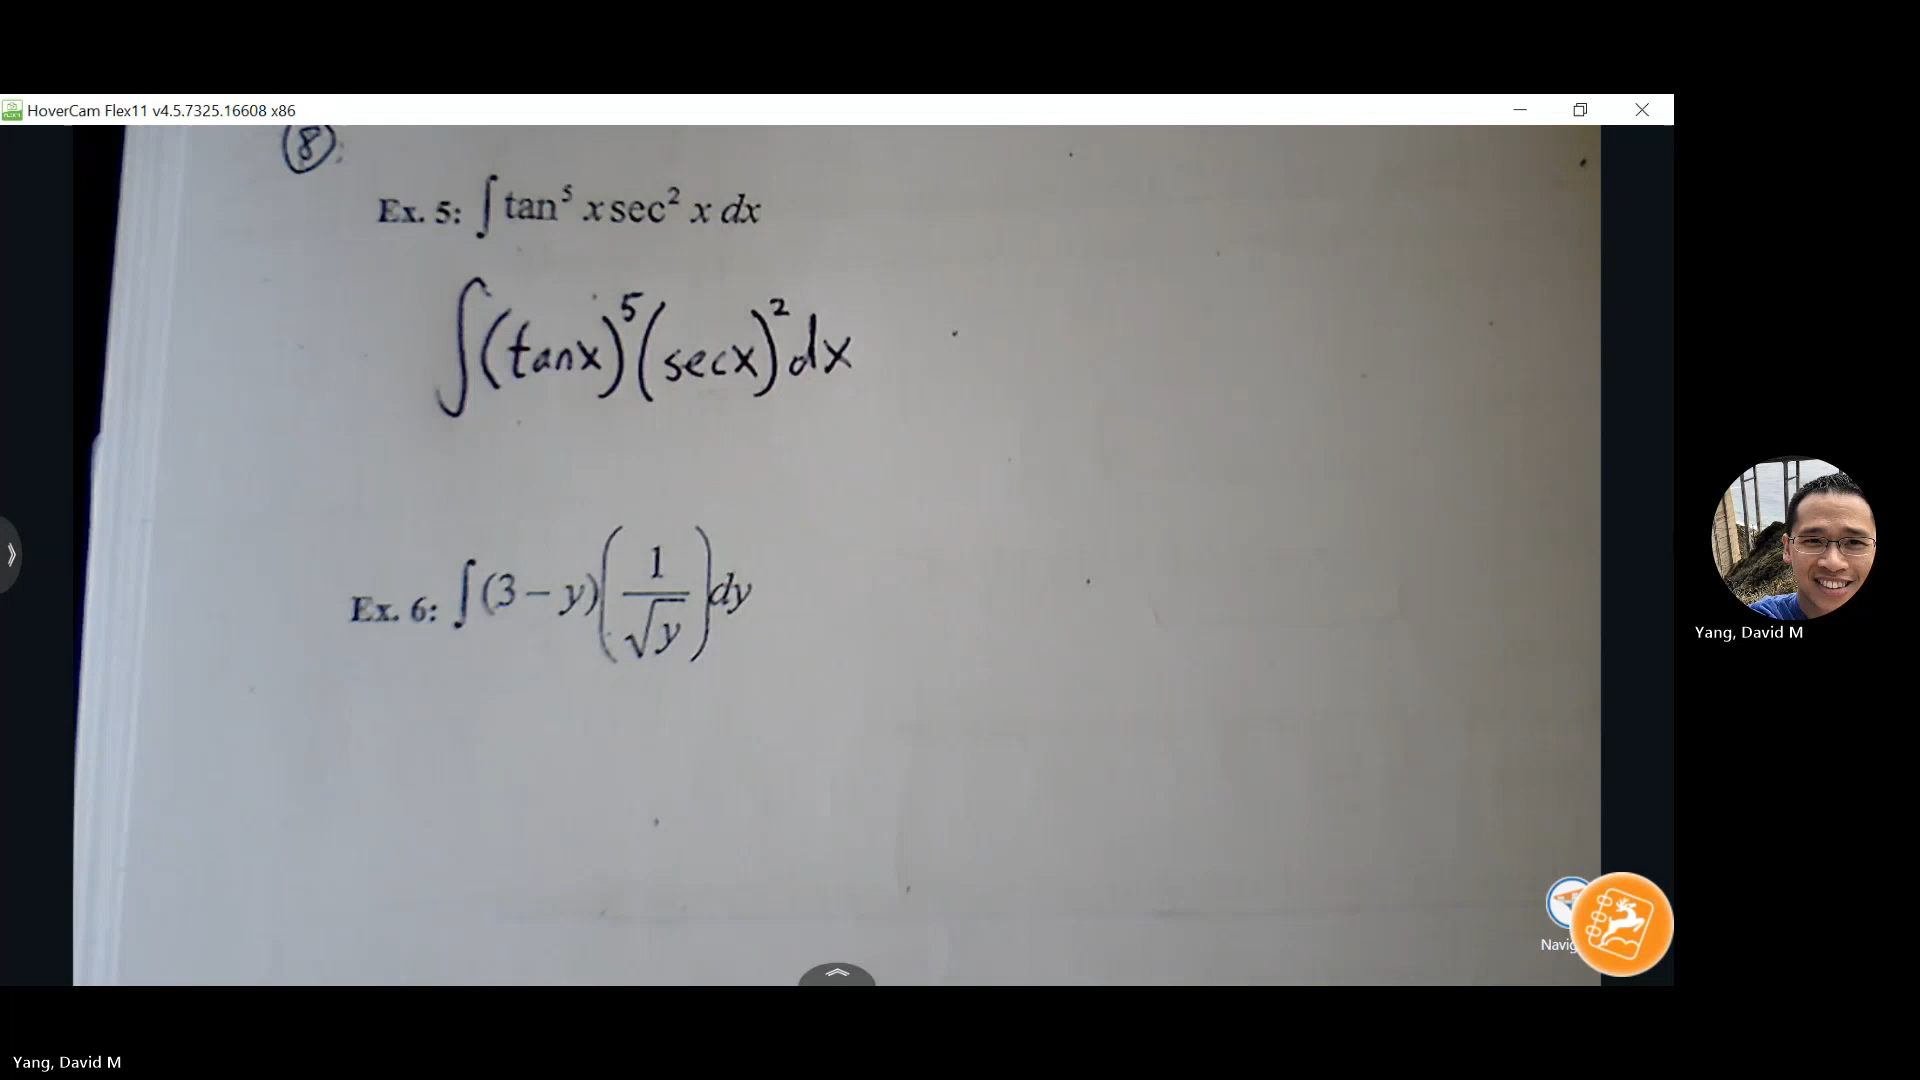 HoverCam Flex11 v4.5.7325.16608 x86
8
Ex. 5: ∫ tan⁵ x sec² x dx
∫(tanx)⁵(secx)²dx
Ex. 6: ∫(3 − y)(1/√y)dy
Yang, David M
Yang, David M